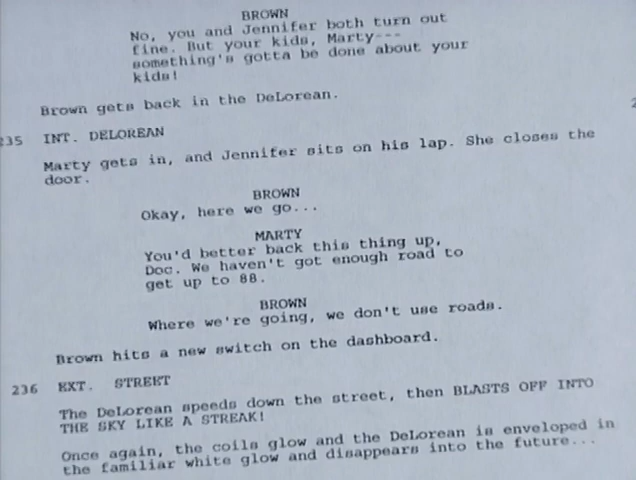 BROWN
No, you and Jennifer both turn out
fine. But your kids, Marty---
something's gotta be done about your
kids!
Brown gets back in the DeLorean.
235 INT. DELOREAN
Marty gets in, and Jennifer sits on his lap. She closes the
door.
BROWN
Okay, here we go...
MARTY
You'd better back this thing up,
Doc. We haven't got enough road to
get up to 88.
BROWN
Where we're going, we don't use roads.
Brown hits a new switch on the dashboard.
236 EXT. STREET
The DeLorean speeds down the street, then BLASTS OFF INTO
THE SKY LIKE A STREAK!
Once again, the coils glow and the DeLorean is enveloped in
the familiar white glow and disappears into the future...